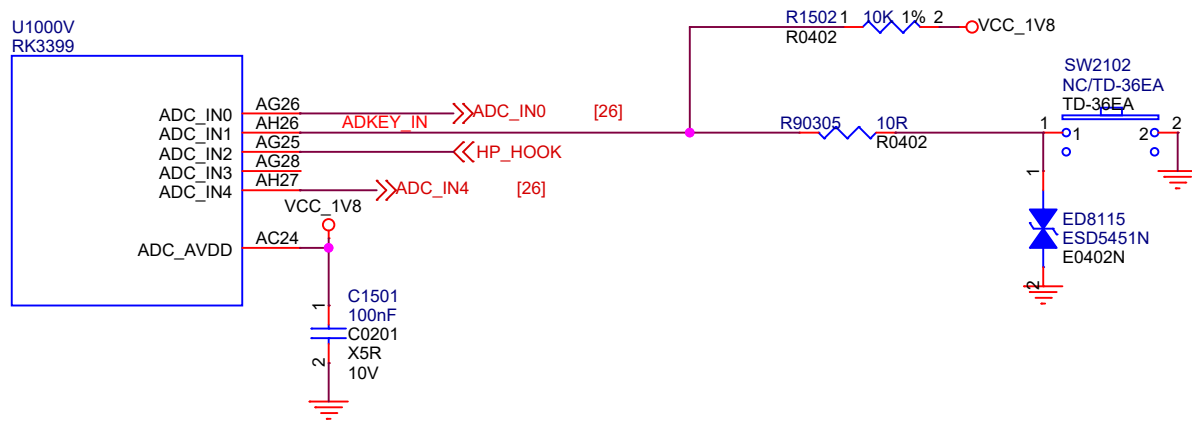 U1000V
RK3399
ADC_IN0
ADC_IN1
ADC_IN2
ADC_IN3
ADC_IN4
ADC_AVDD
AG26
AH26
AG25
AG28
AH27
AC24
ADC_IN0 [26]
ADKEY_IN
HP_HOOK
ADC_IN4 [26]
VCC_1V8
1
C1501
100nF
C0201
X5R
10V
2
R1502 1 10K 1% 2
R0402
VCC_1V8
R90305 10R
R0402
SW2102
NC/TD-36EA
TD-36EA
1 1 2 2
1
ED8115
ESD5451N
E0402N
2